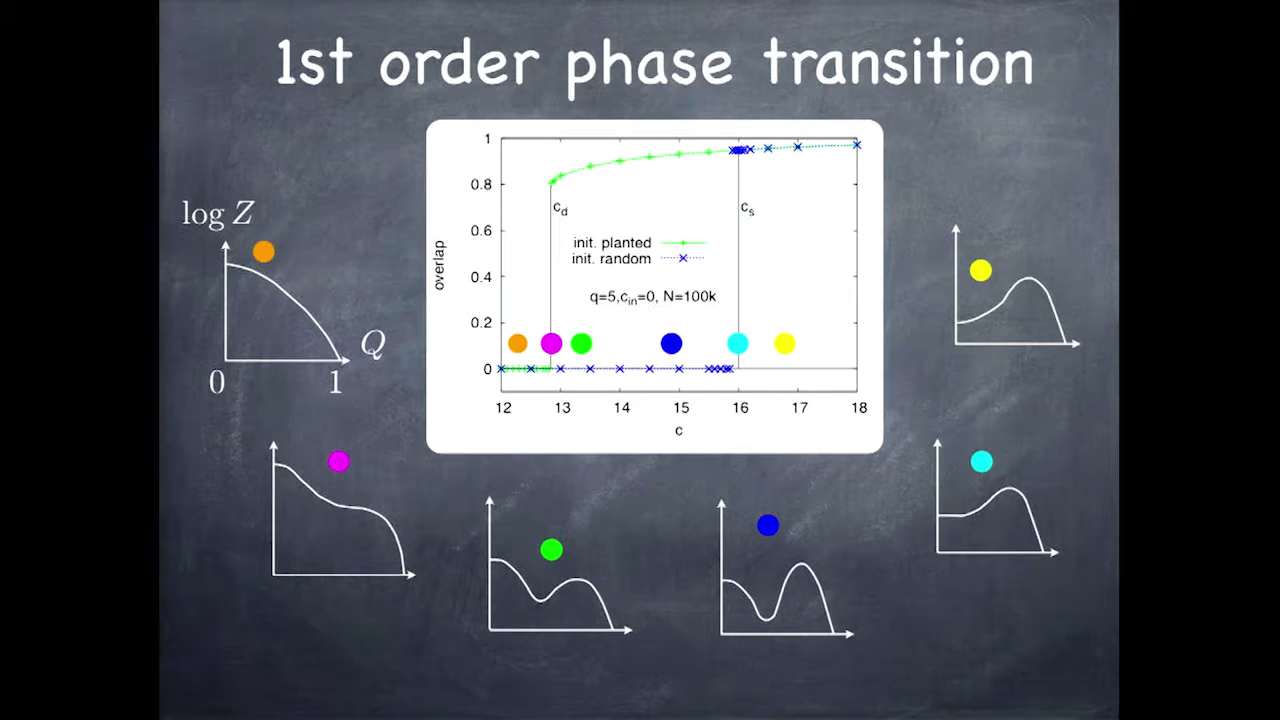 1st order phase transition
log Z
Q
0 1
overlap
1
0.8
0.6
0.4
0.2
0
c_d
c_s
init. planted
init. random
q=5,c_in=0, N=100k
12 13 14 15 16 17 18
c